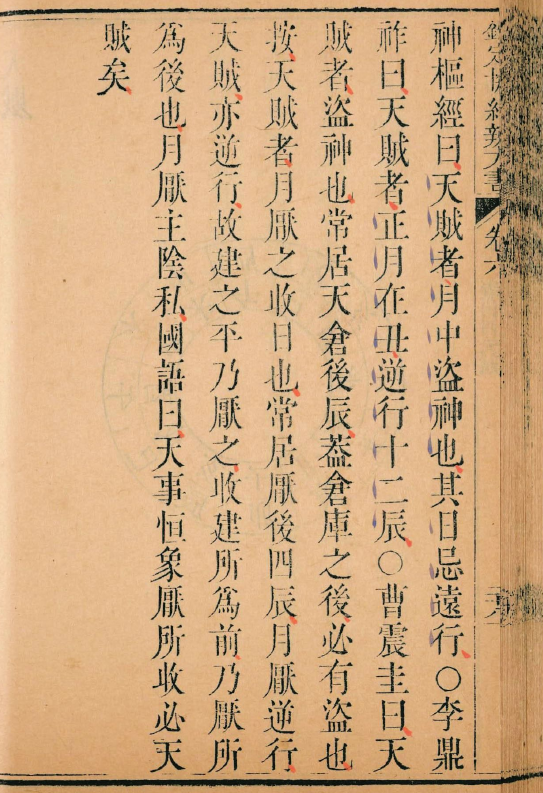 欽定協紀辨方書 卷六
神樞經曰天賊者月中盜神也其日忌遠行○李鼎
祚曰天賊者正月在丑逆行十二辰○曹震圭曰天
賊者盜神也常居天倉後辰葢倉庫之後必有盜也
按天賊者月厭之收日也常居厭後四辰月厭逆行
天賊亦逆行故建之平乃厭之收建所爲前乃厭所
爲後也月厭主陰私國語曰天事恒象厭所收必天
賊矣